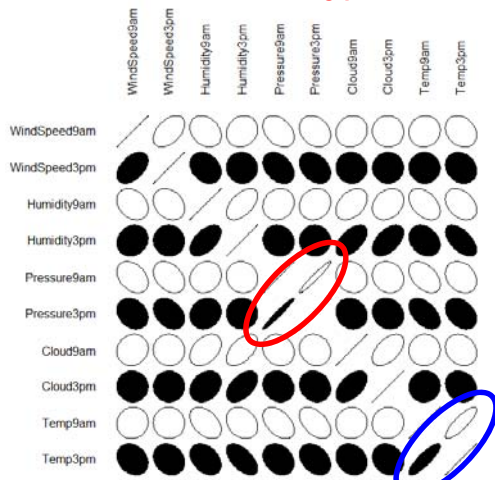 WindSpeed9am
WindSpeed3pm
Humidity9am
Humidity3pm
Pressure9am
Pressure3pm
Cloud9am
Cloud3pm
Temp9am
Temp3pm
WindSpeed9am
WindSpeed3pm
Humidity9am
Humidity3pm
Pressure9am
Pressure3pm
Cloud9am
Cloud3pm
Temp9am
Temp3pm